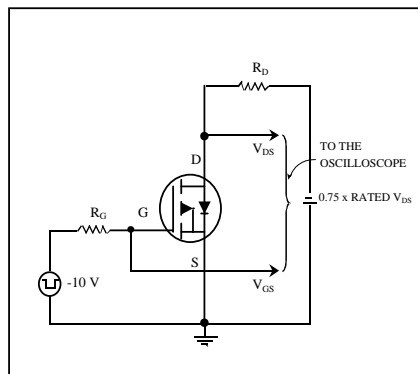 R_D
D
V_DS
TO THE
OSCILLOSCOPE
R_G
G
0.75 x RATED V_DS
S
-10 V
V_GS